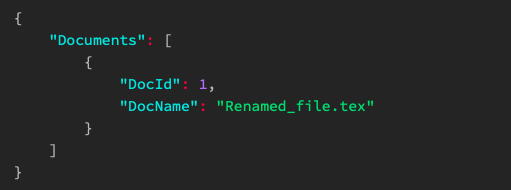 {
    "Documents": [
        {
            "DocId": 1,
            "DocName": "Renamed_file.tex"
        }
    ]
}